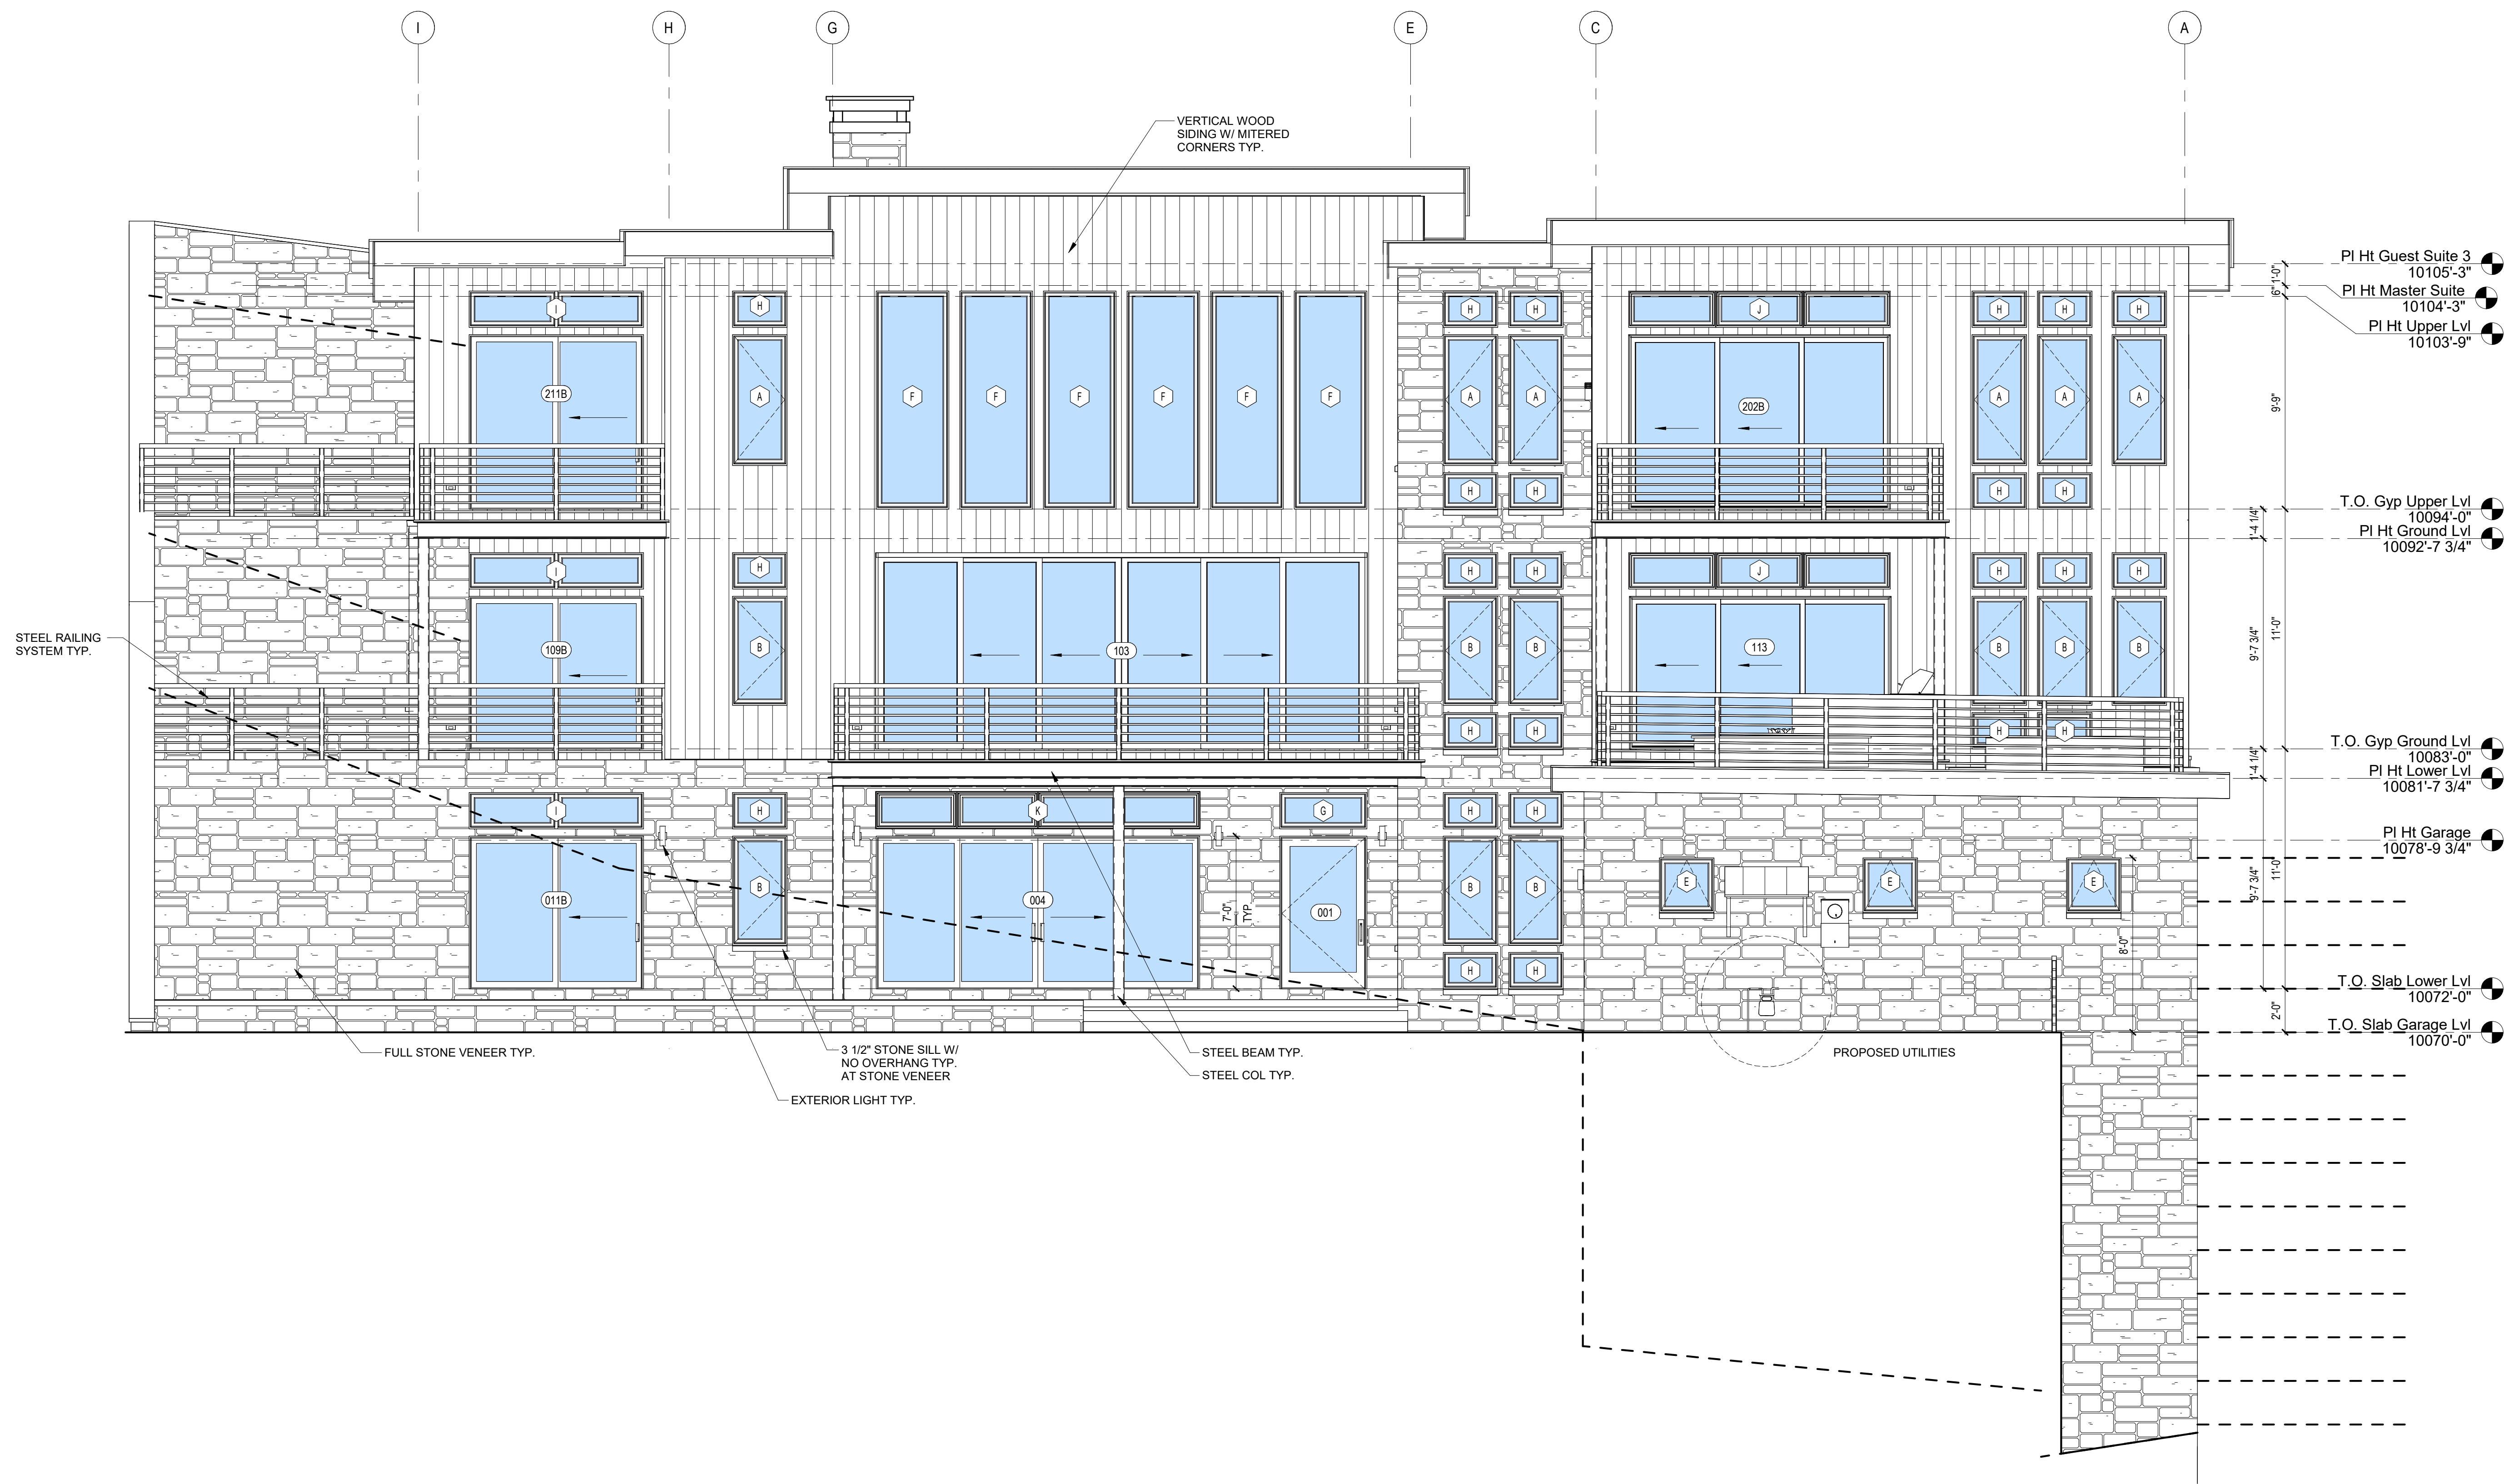 I H G E C A
VERTICAL WOOD
SIDING W/ MITERED
CORNERS TYP.
Pl Ht Guest Suite 3
10105'-3"
1'-0"
Pl Ht Master Suite
10104'-3"
6"
Pl Ht Upper Lvl
10103'-9"
I H H H J H H H
211B A F F F F F F A A 202B A A A
9'-9"
H H H H
T.O. Gyp Upper Lvl
10094'-0"
1'-4 1/4"
Pl Ht Ground Lvl
10092'-7 3/4"
I H H H J H H H
STEEL RAILING
SYSTEM TYP.
109B B 103 B B 113 B B B
9'-7 3/4"
11'-0"
H H H H
T.O. Gyp Ground Lvl
10083'-0"
1'-4 1/4"
Pl Ht Lower Lvl
10081'-7 3/4"
I H K G H H
Pl Ht Garage
10078'-9 3/4"
011B B 004 7'-0" TYP 001 B B E E E
9'-7 3/4"
11'-0"
8'-0"
H H
T.O. Slab Lower Lvl
10072'-0"
2'-0"
T.O. Slab Garage Lvl
10070'-0"
FULL STONE VENEER TYP.
3 1/2" STONE SILL W/
NO OVERHANG TYP.
AT STONE VENEER
STEEL BEAM TYP.
STEEL COL TYP.
PROPOSED UTILITIES
EXTERIOR LIGHT TYP.